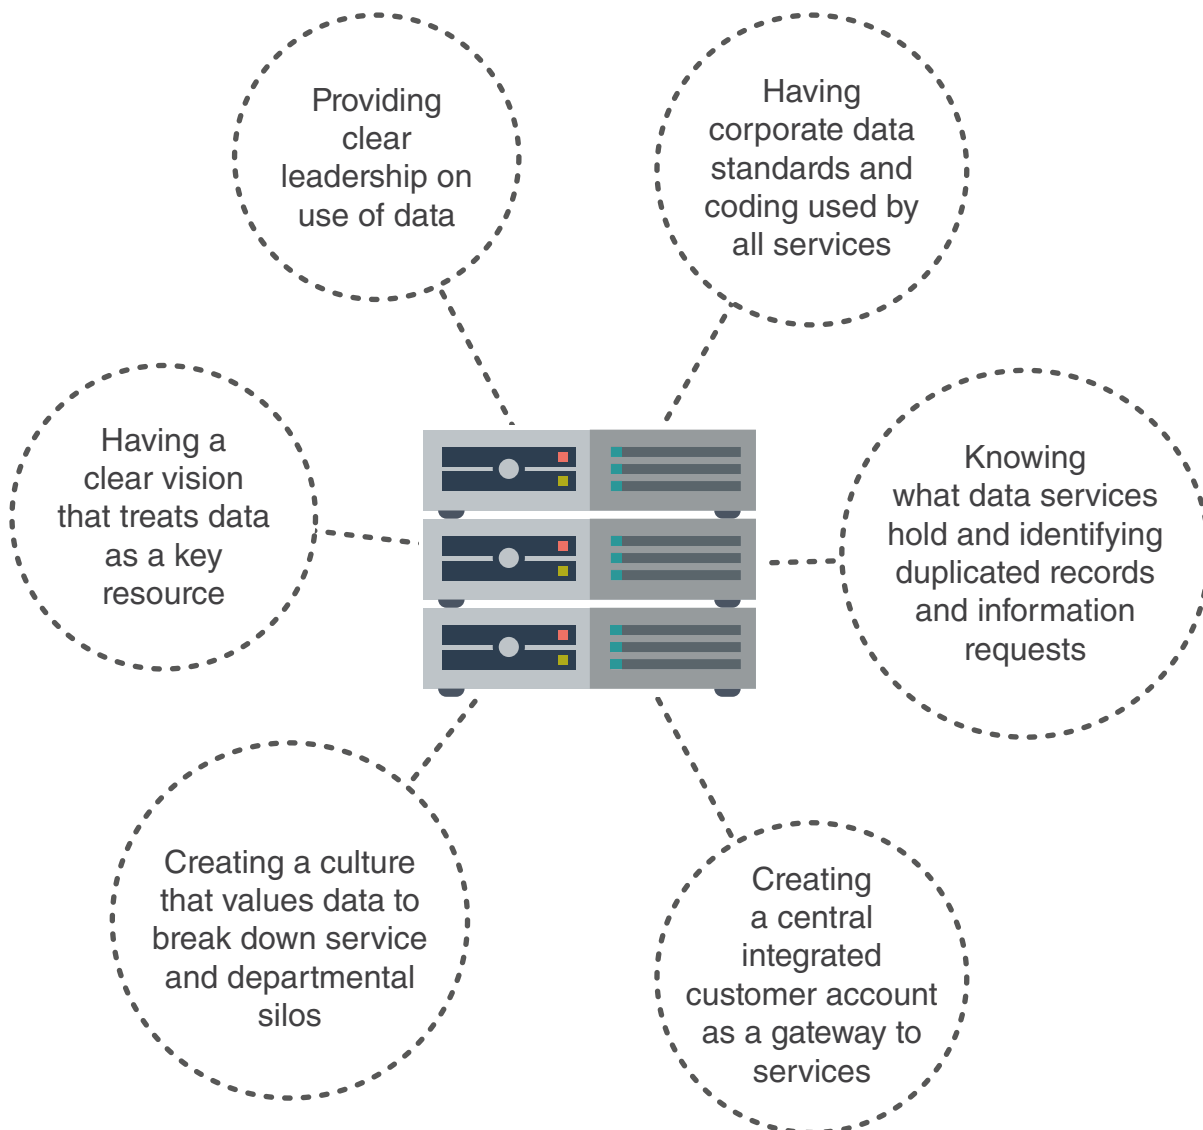 Providing
clear
leadership on
use of data
Having
corporate data
standards and
coding used by
all services
Having a
clear vision
that treats data
as a key
resource
Knowing
what data services
hold and identifying
duplicated records
and information
requests
Creating a culture
that values data to
break down service
and departmental
silos
Creating
a central
integrated
customer account
as a gateway to
services